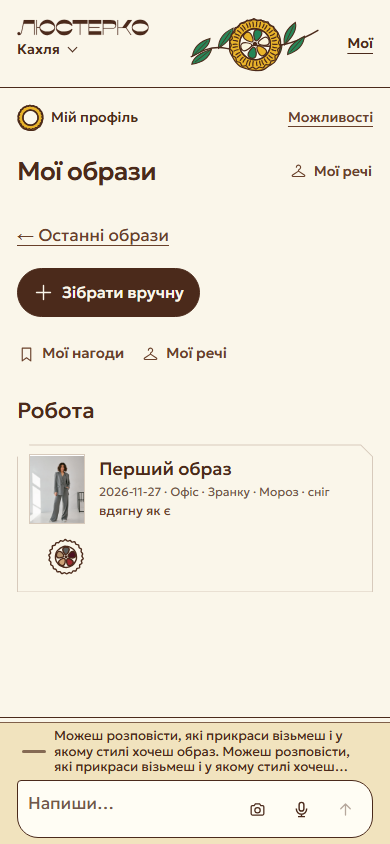 ЛЮСТЕРКО
Кахля
Мої
Мій профіль
Можливості
Мої образи
Мої речі
← Останні образи
+ Зібрати вручну
Мої нагоди
Мої речі
Робота
Перший образ
2026-11-27 · Офіс · Зранку · Мороз · сніг
вдягну як є
Можеш розповісти, які прикраси візьмеш і у
якому стилі хочеш образ. Можеш розповісти,
які прикраси візьмеш і у якому стилі хочеш…
Напиши…